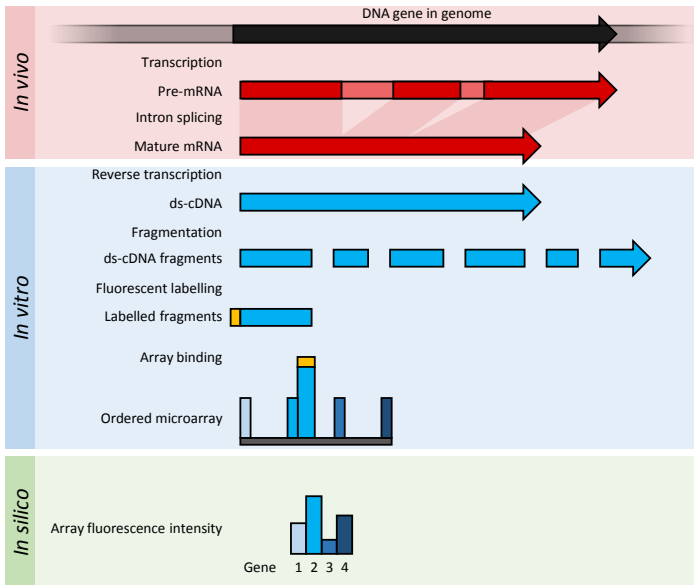 In vivo
DNA gene in genome
Transcription
Pre-mRNA
Intron splicing
Mature mRNA
In vitro
Reverse transcription
ds-cDNA
Fragmentation
ds-cDNA fragments
Fluorescent labelling
Labelled fragments
Array binding
Ordered microarray
In silico
Array fluorescence intensity
Gene 1 2 3 4